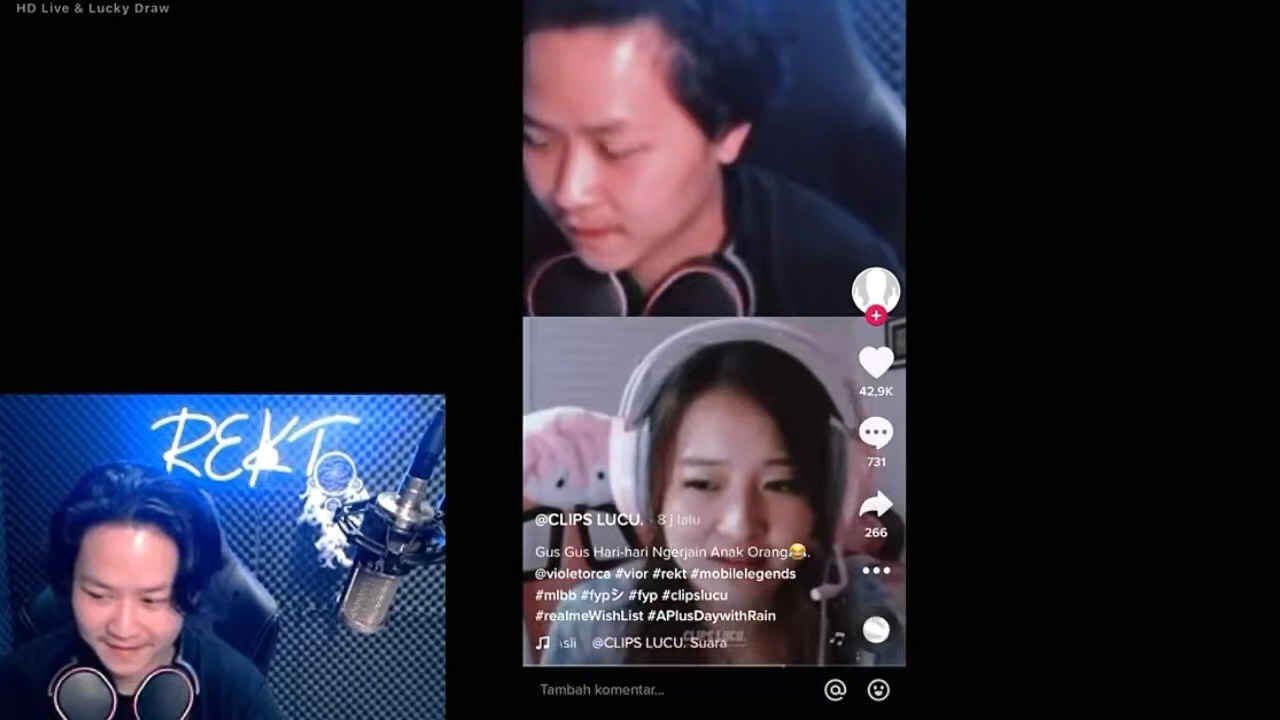 HD Live & Lucky Draw
REKT
42,9K
731
266
@CLIPS LUCU. · 8 j lalu
Gus Gus Hari-hari Ngerjain Anak Orang😂.
@violetorca #vior #rekt #mobilelegends
#mlbb #fypシ #fyp #clipslucu
#realmeWishList #APlusDaywithRain
CLIPS LUCU.
@CLIPS LUCU. Suara
Tambah komentar...